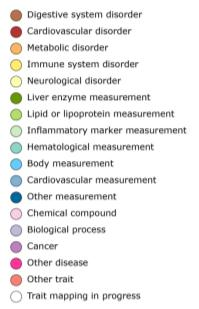 Digestive system disorder
Cardiovascular disorder
Metabolic disorder
Immune system disorder
Neurological disorder
Liver enzyme measurement
Lipid or lipoprotein measurement
Inflammatory marker measurement
Hematological measurement
Body measurement
Cardiovascular measurement
Other measurement
Chemical compound
Biological process
Cancer
Other disease
Other trait
Trait mapping in progress